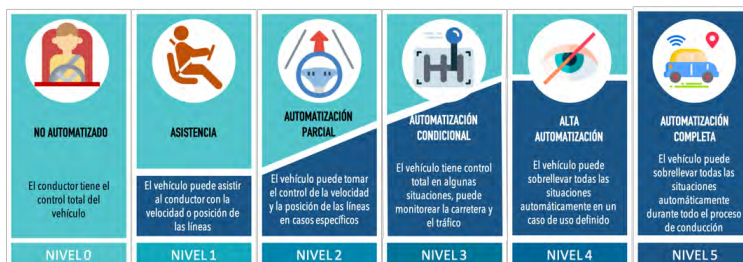 NO AUTOMATIZADO
El conductor tiene el
control total del
vehículo
NIVEL 0
ASISTENCIA
El vehículo puede asistir
al conductor con la
velocidad o posición de
las líneas
NIVEL 1
AUTOMATIZACIÓN
PARCIAL
El vehículo puede tomar
el control de la velocidad
y la posición de las líneas
en casos específicos
NIVEL 2
AUTOMATIZACIÓN
CONDICIONAL
El vehículo tiene control
total en algunas
situaciones, puede
monitorear la carretera y
el tráfico
NIVEL 3
ALTA
AUTOMATIZACIÓN
El vehículo puede
sobrellevar todas las
situaciones
automáticamente en un
caso de uso definido
NIVEL 4
AUTOMATIZACIÓN
COMPLETA
El vehículo puede
sobrellevar todas las
situaciones
automáticamente
durante todo el proceso
de conducción
NIVEL 5